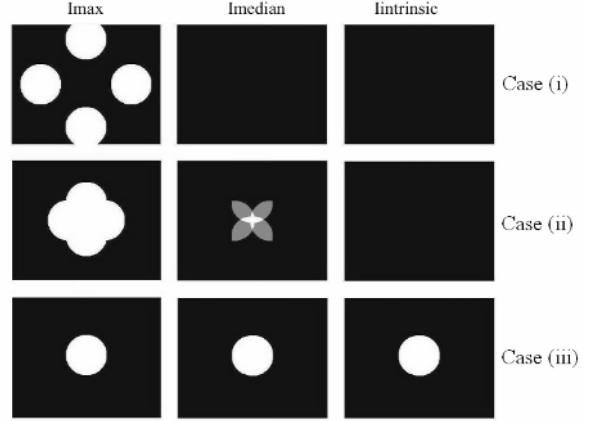 Imax Imedian Iintrinsic
Case (i)
Case (ii)
Case (iii)